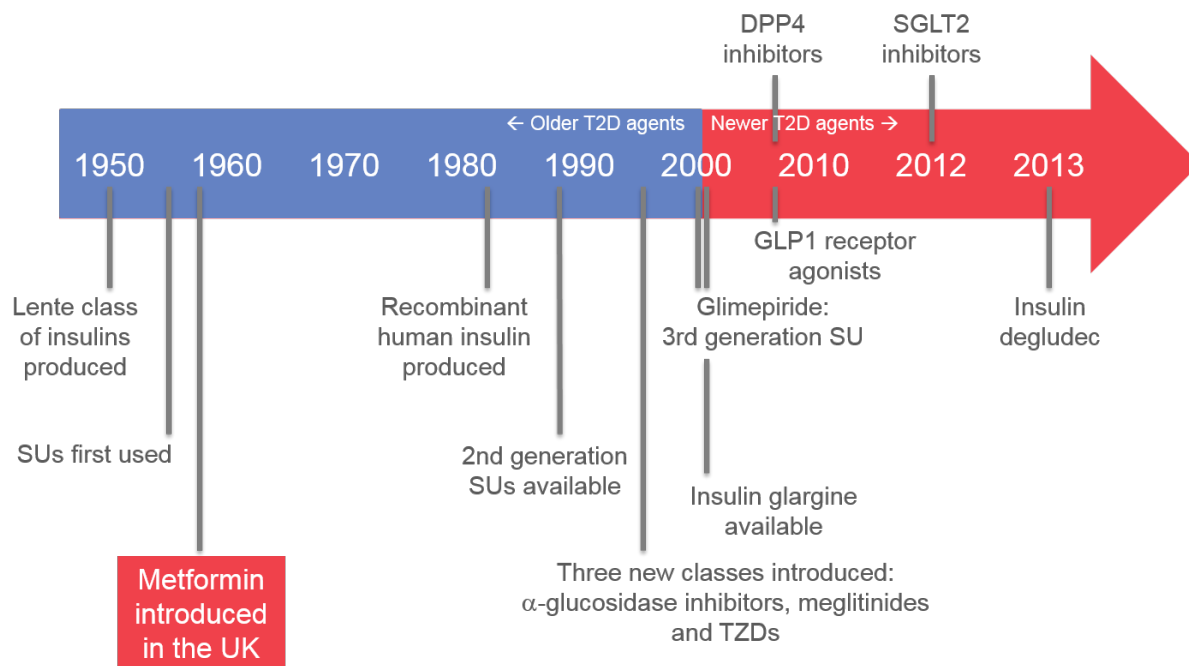 DPP4
inhibitors
SGLT2
inhibitors
← Older T2D agents
Newer T2D agents →
1950 1960 1970 1980 1990 2000 2010 2012 2013
GLP1 receptor
agonists
Lente class
of insulins
produced
Recombinant
human insulin
produced
Glimepiride:
3rd generation SU
Insulin
degludec
SUs first used
2nd generation
SUs available
Insulin glargine
available
Metformin
introduced
in the UK
Three new classes introduced:
α-glucosidase inhibitors, meglitinides
and TZDs